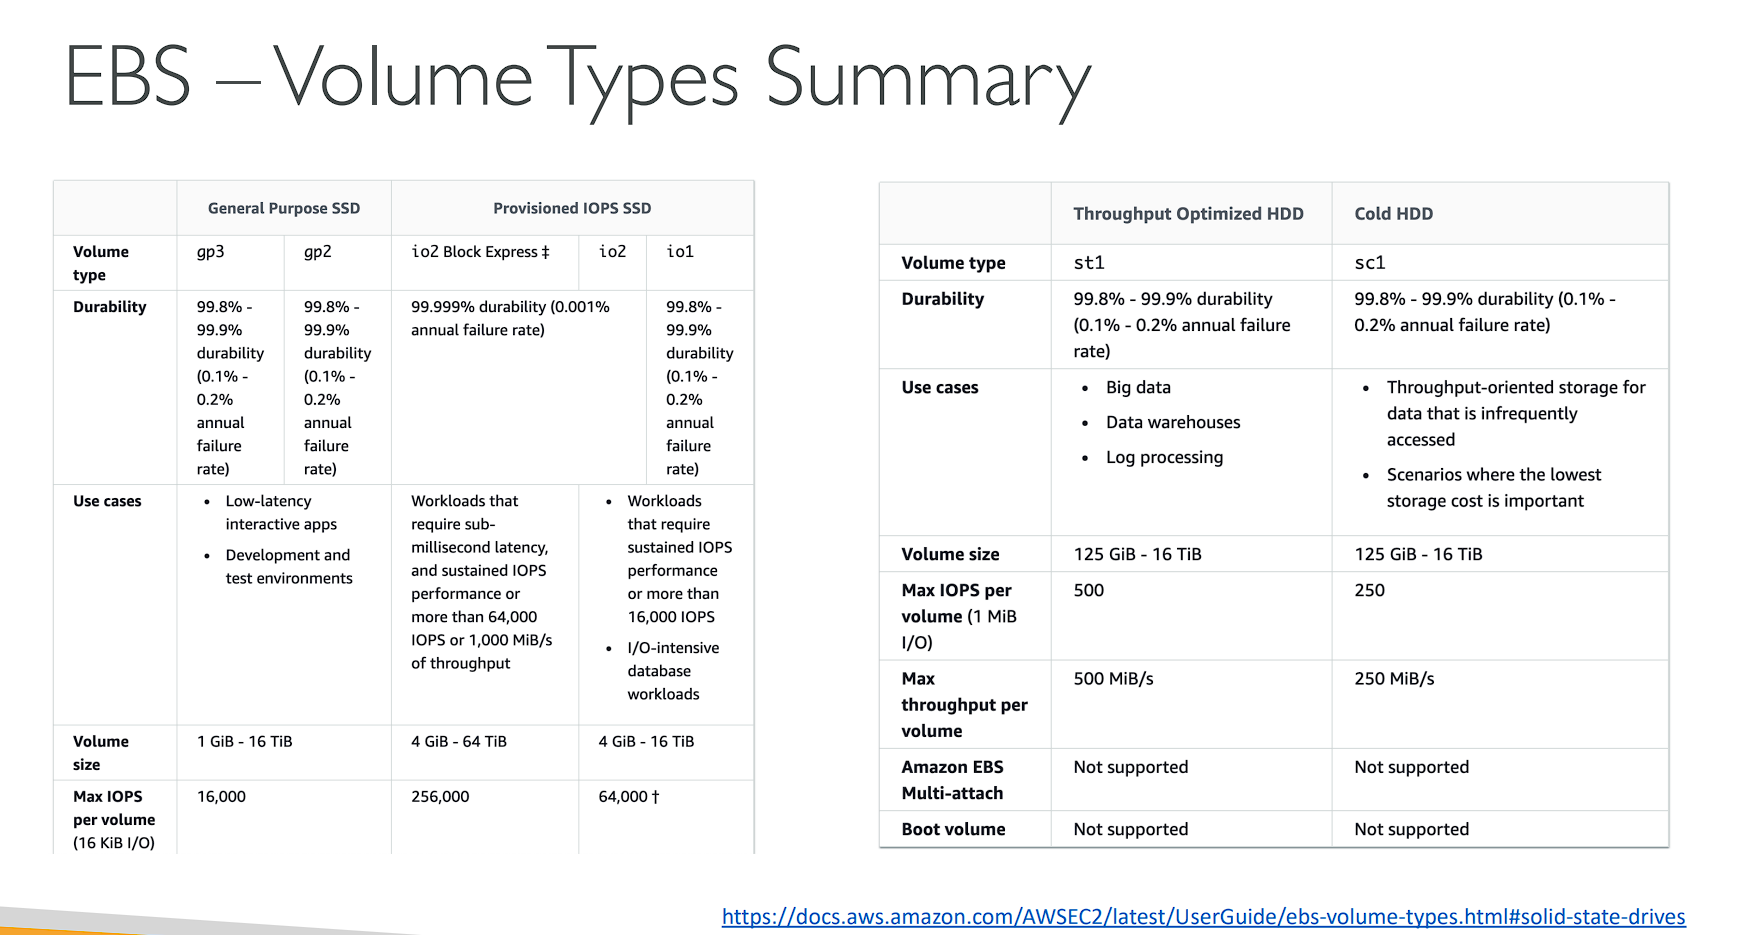 EBS – Volume Types Summary
General Purpose SSD
Provisioned IOPS SSD
Volume
type
gp3
gp2
io2 Block Express ‡
io2
io1
Durability
99.8% -
99.9%
durability
(0.1% -
0.2%
annual
failure
rate)
99.8% -
99.9%
durability
(0.1% -
0.2%
annual
failure
rate)
99.999% durability (0.001%
annual failure rate)
99.8% -
99.9%
durability
(0.1% -
0.2%
annual
failure
rate)
Use cases
• Low-latency
interactive apps
• Development and
test environments
Workloads that
require sub-
millisecond latency,
and sustained IOPS
performance or
more than 64,000
IOPS or 1,000 MiB/s
of throughput
• Workloads
that require
sustained IOPS
performance
or more than
16,000 IOPS
• I/O-intensive
database
workloads
Volume
size
1 GiB - 16 TiB
4 GiB - 64 TiB
4 GiB - 16 TiB
Max IOPS
per volume
(16 KiB I/O)
16,000
256,000
64,000 †
Throughput Optimized HDD
Cold HDD
Volume type
st1
sc1
Durability
99.8% - 99.9% durability
(0.1% - 0.2% annual failure
rate)
99.8% - 99.9% durability (0.1% -
0.2% annual failure rate)
Use cases
• Big data
• Data warehouses
• Log processing
• Throughput-oriented storage for
data that is infrequently
accessed
• Scenarios where the lowest
storage cost is important
Volume size
125 GiB - 16 TiB
125 GiB - 16 TiB
Max IOPS per
volume (1 MiB
I/O)
500
250
Max
throughput per
volume
500 MiB/s
250 MiB/s
Amazon EBS
Multi-attach
Not supported
Not supported
Boot volume
Not supported
Not supported
https://docs.aws.amazon.com/AWSEC2/latest/UserGuide/ebs-volume-types.html#solid-state-drives